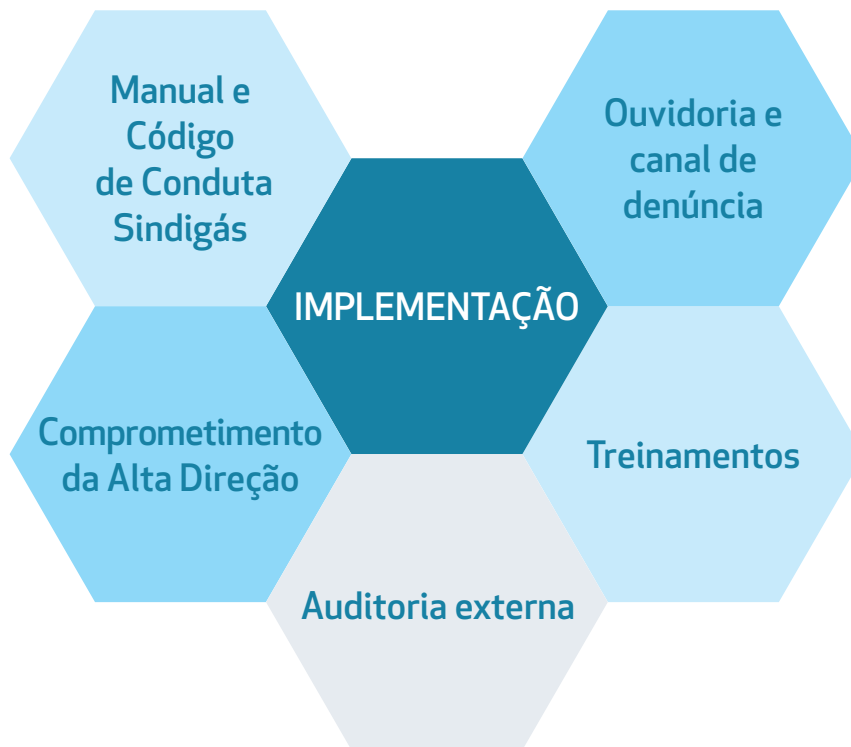 Manual e
Código
de Conduta
Sindigás
Ouvidoria e
canal de
denúncia
IMPLEMENTAÇÃO
Comprometimento
da Alta Direção
Treinamentos
Auditoria externa